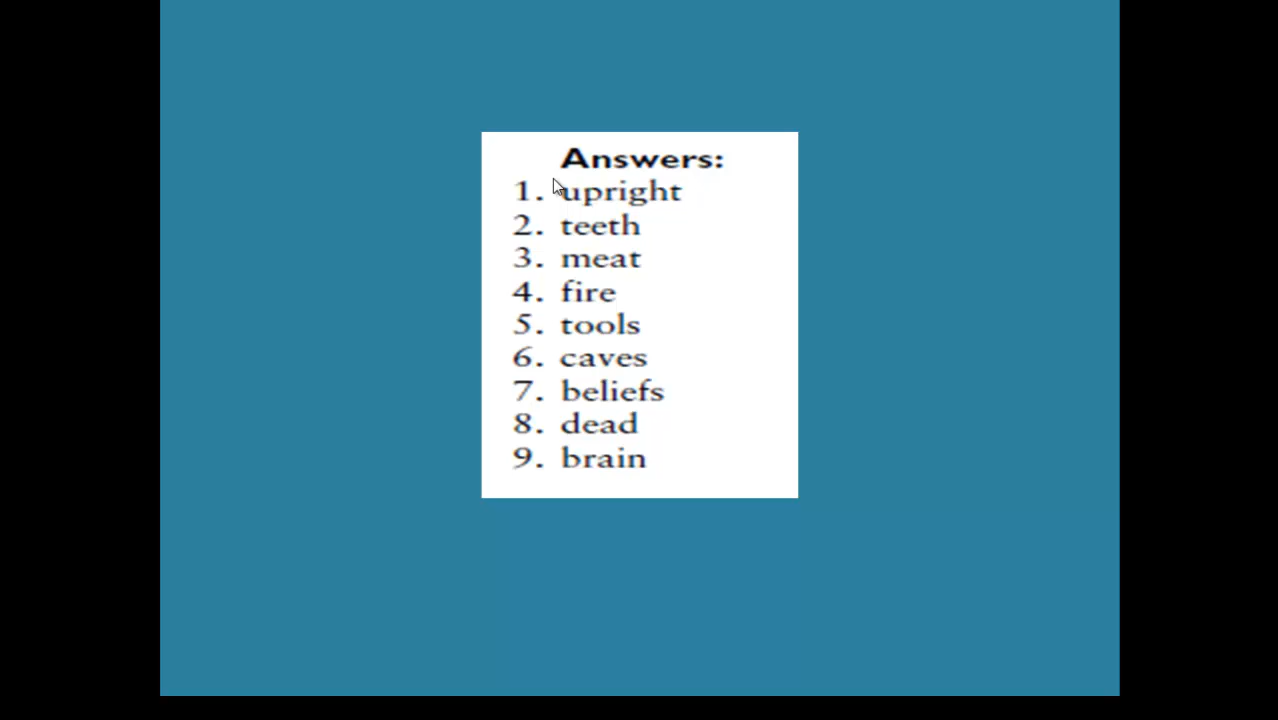 Answers:
1. upright
2. teeth
3. meat
4. fire
5. tools
6. caves
7. beliefs
8. dead
9. brain